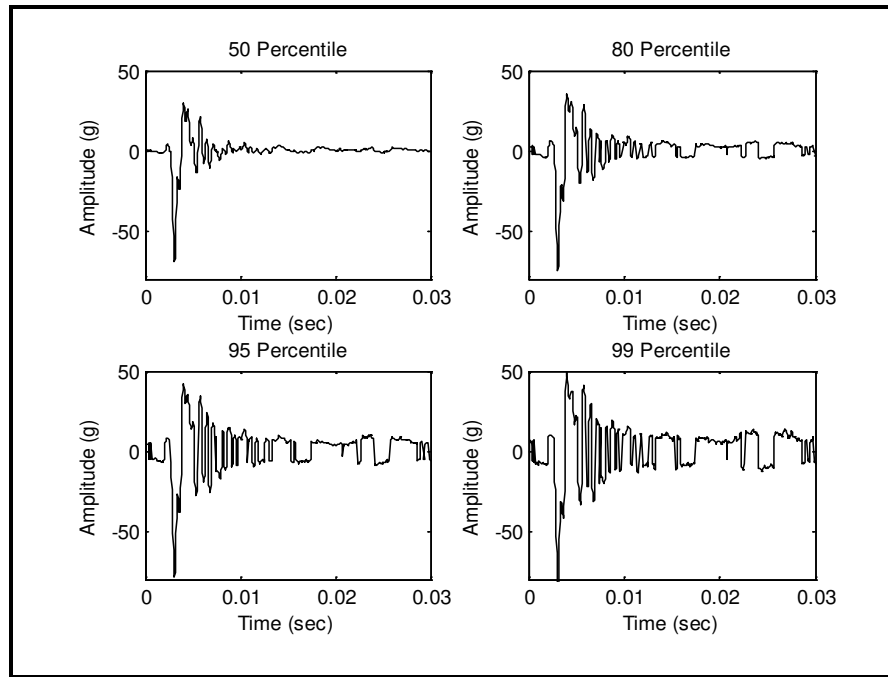 50 Percentile
50
0
-50
Amplitude (g)
0
0.01
0.02
0.03
Time (sec)
80 Percentile
50
0
-50
Amplitude (g)
0
0.01
0.02
0.03
Time (sec)
95 Percentile
50
0
-50
Amplitude (g)
0
0.01
0.02
0.03
Time (sec)
99 Percentile
50
0
-50
Amplitude (g)
0
0.01
0.02
0.03
Time (sec)